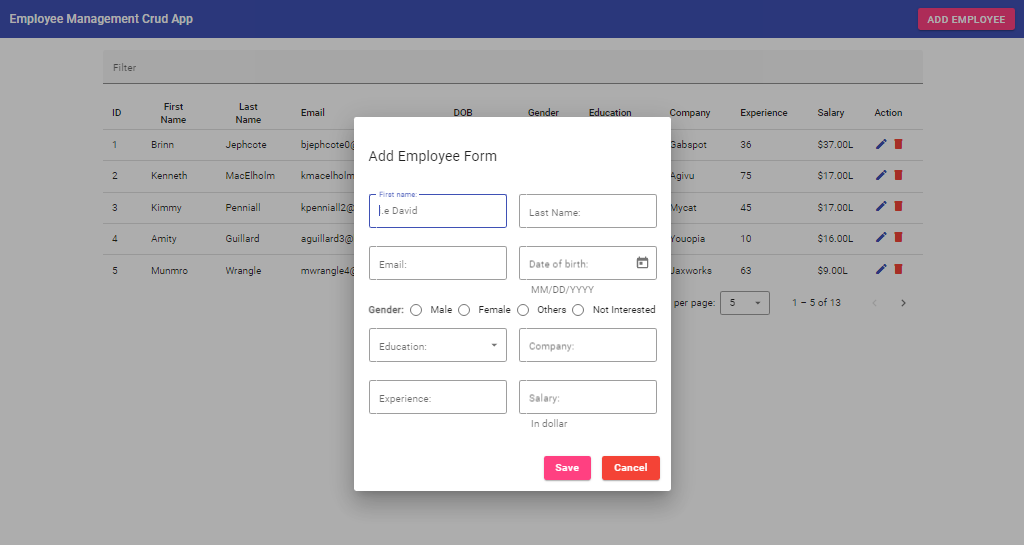 Employee Management Crud App
ADD EMPLOYEE
Filter
ID First Name Last Name Email DOB Gender Education Company Experience Salary Action
1 Brinn Jephcote bjephcote0@ Gabspot 36 $37.00L
2 Kenneth MacElholm kmacelholm Agivu 75 $17.00L
3 Kimmy Penniall kpenniall2@ Mycat 45 $17.00L
4 Amity Guillard aguillard3@ Youopia 10 $16.00L
5 Munmro Wrangle mwrangle4@ Jaxworks 63 $9.00L
per page: 5 1 – 5 of 13
Add Employee Form
First name:
I.e David
Last Name:
Email:
Date of birth:
MM/DD/YYYY
Gender: Male Female Others Not Interested
Education:
Company:
Experience:
Salary:
In dollar
Save Cancel